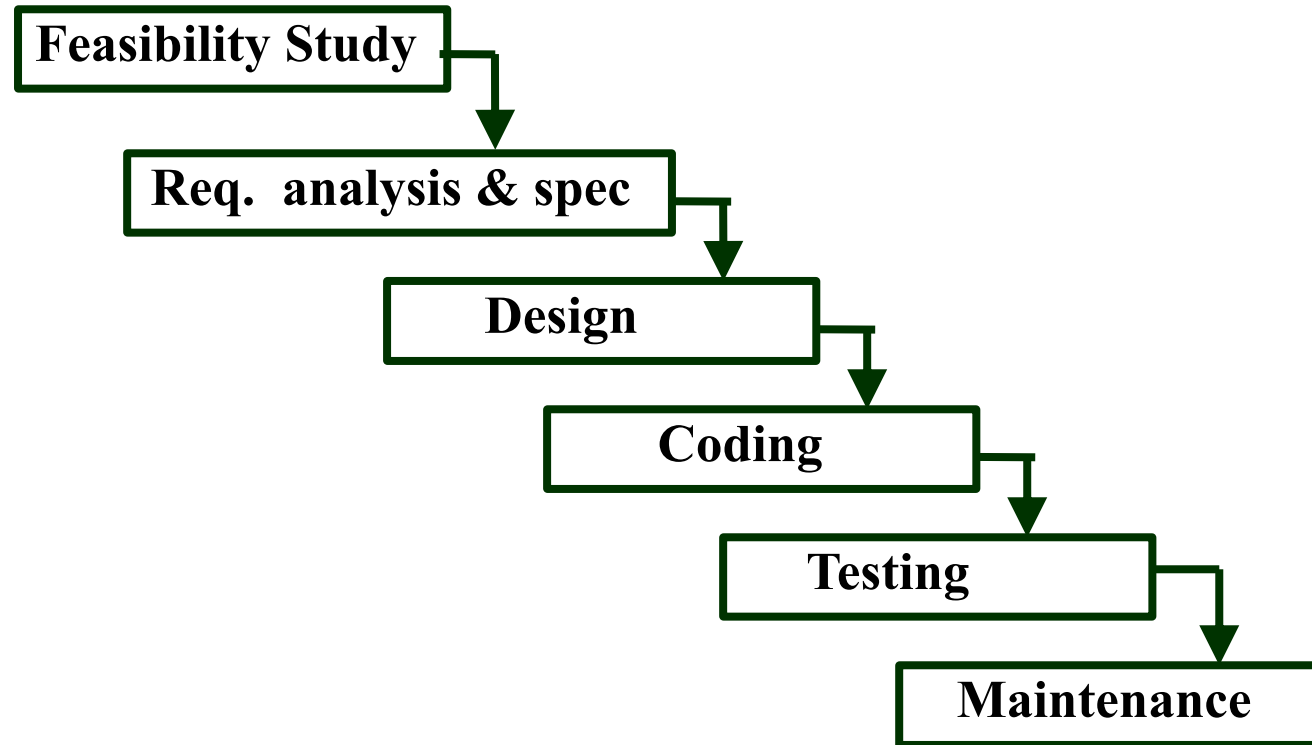 Feasibility Study
Req. analysis & spec
Design
Coding
Testing
Maintenance